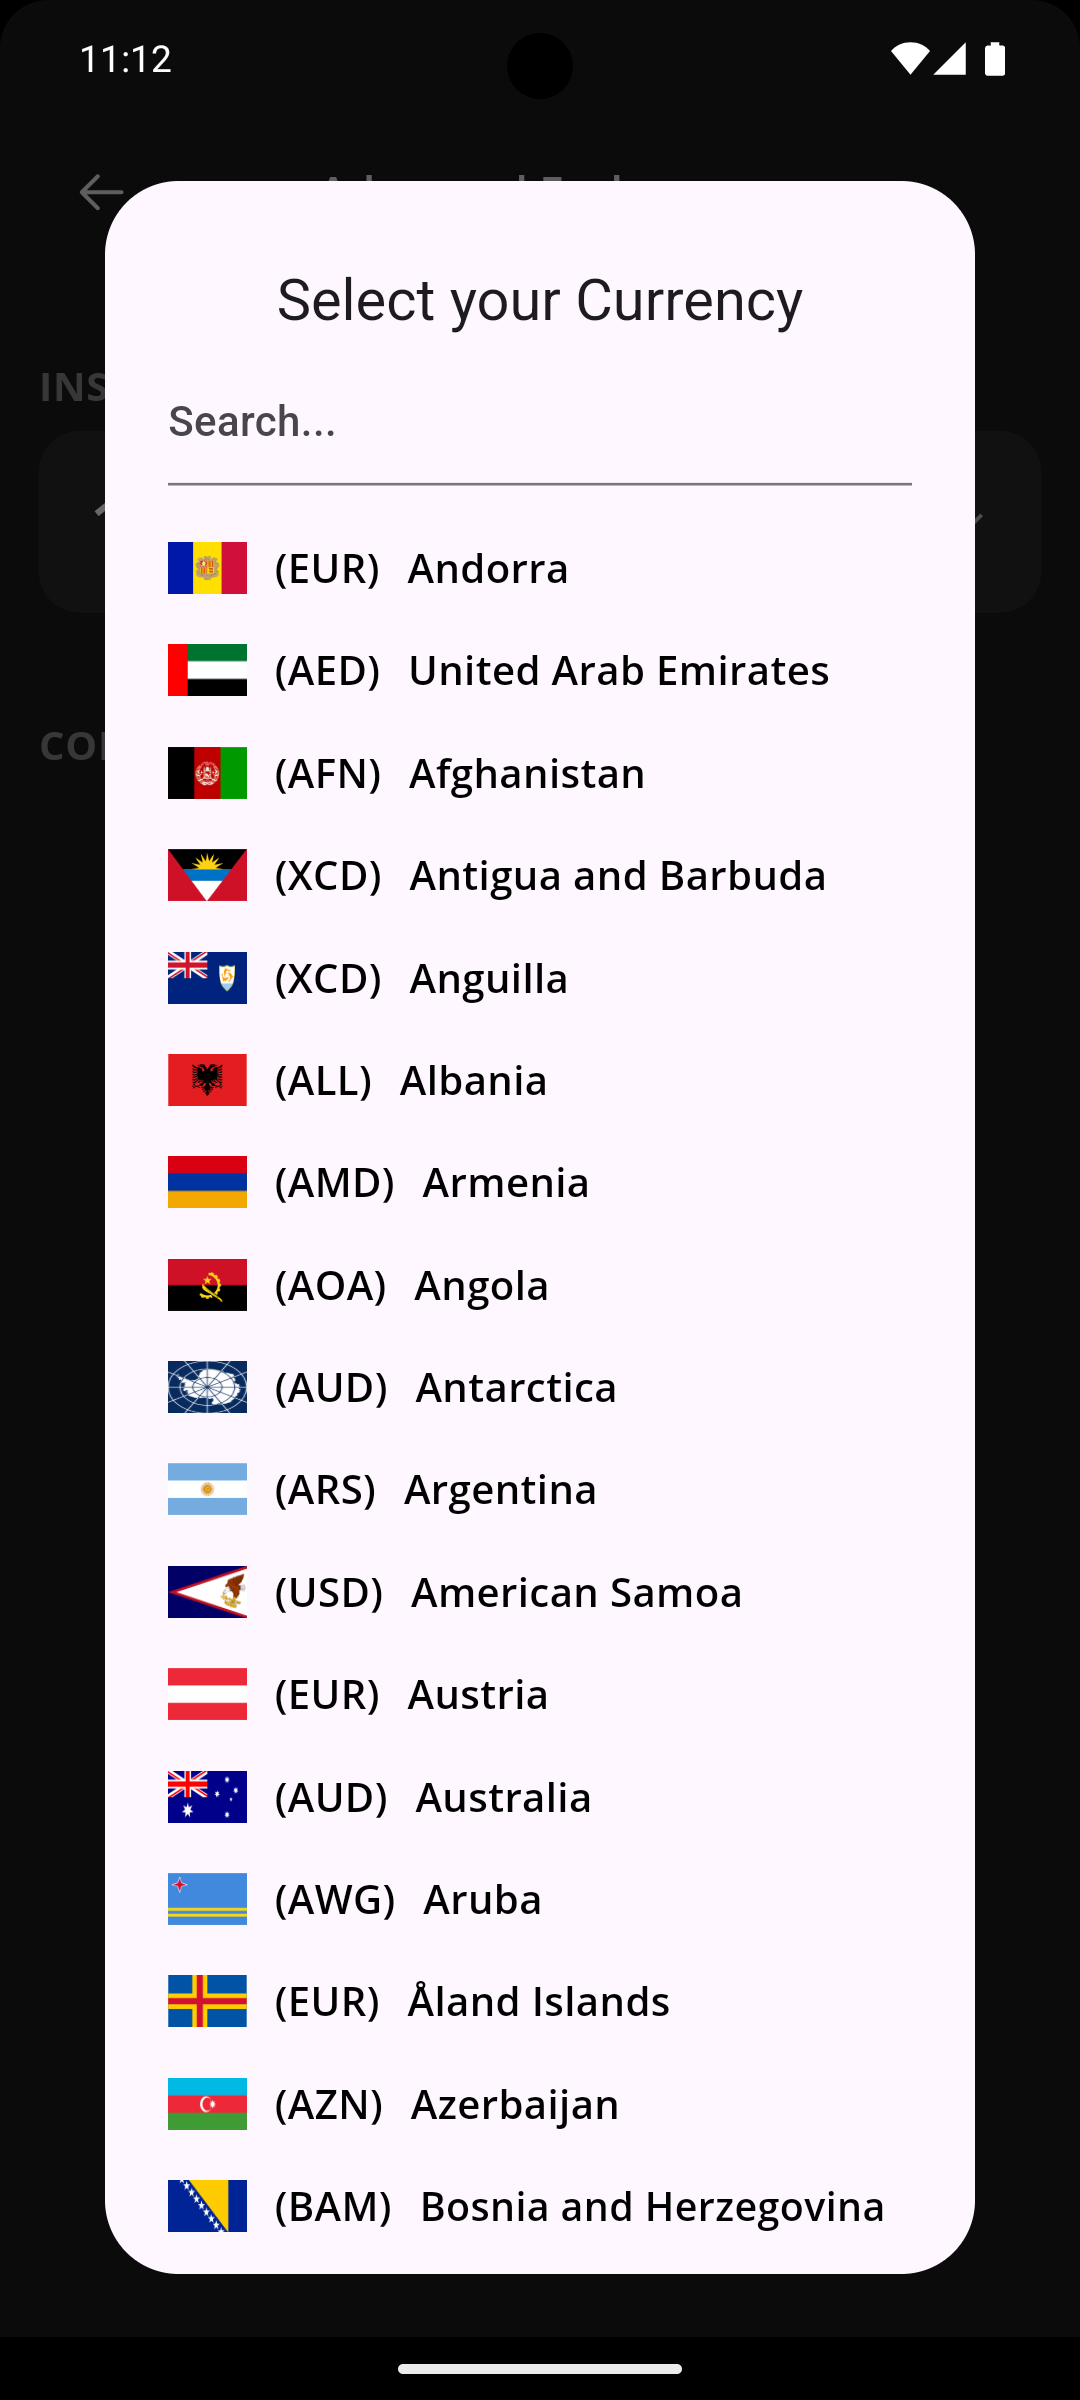 11:12
Select your Currency
INS
Search...
(EUR) Andorra
(AED) United Arab Emirates
(AFN) Afghanistan
(XCD) Antigua and Barbuda
(XCD) Anguilla
(ALL) Albania
(AMD) Armenia
(AOA) Angola
(AUD) Antarctica
(ARS) Argentina
(USD) American Samoa
(EUR) Austria
(AUD) Australia
(AWG) Aruba
(EUR) Åland Islands
(AZN) Azerbaijan
(BAM) Bosnia and Herzegovina